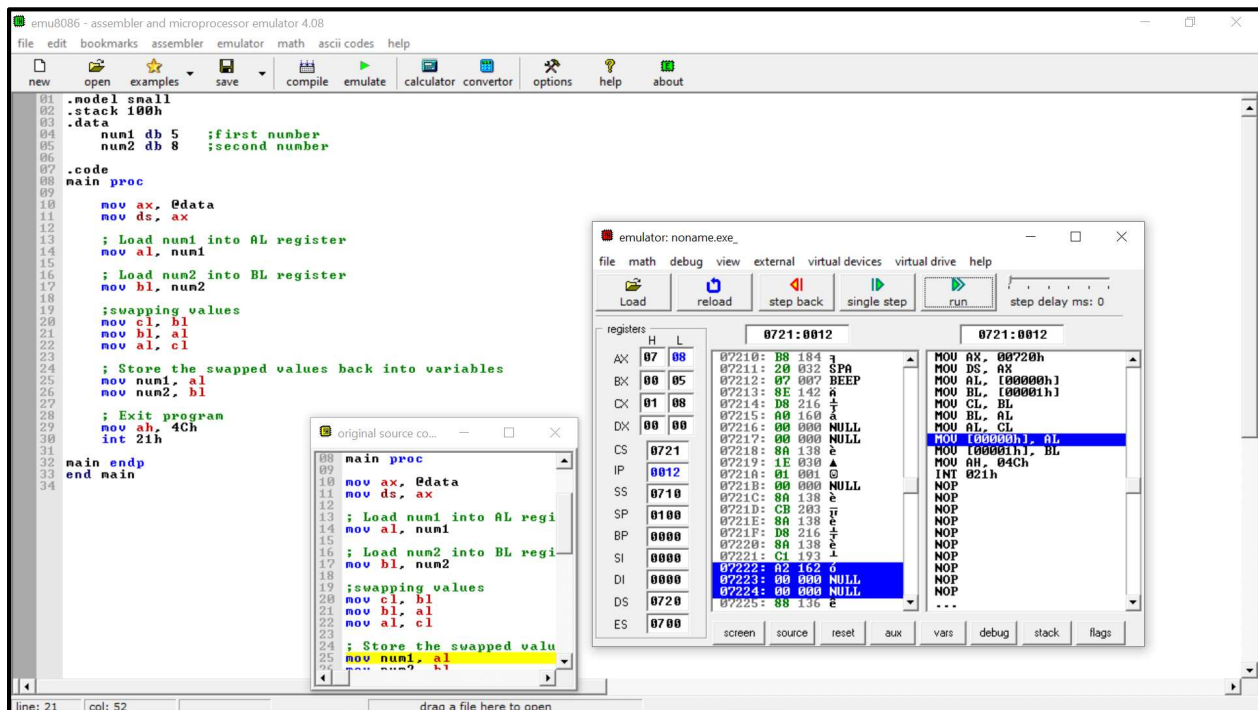 emu8086 - assembler and microprocessor emulator 4.08
file edit bookmarks assembler emulator math ascii codes help
new open examples save compile emulate calculator convertor options help about
01 .model small
02 .stack 100h
03 .data
04 num1 db 5 ;first number
05 num2 db 8 ;second number
06
07 .code
08 main proc
09
10 mov ax, @data
11 mov ds, ax
12
13 ; Load num1 into AL register
14 mov al, num1
15
16 ; Load num2 into BL register
17 mov bl, num2
18
19 ;swapping values
20 mov cl, bl
21 mov bl, al
22 mov al, cl
23
24 ; Store the swapped values back into variables
25 mov num1, al
26 mov num2, bl
27
28 ; Exit program
29 mov ah, 4Ch
30 int 21h
31
32 main endp
33 end main
34
original source co...
08 main proc
09
10 mov ax, @data
11 mov ds, ax
12
13 ; Load num1 into AL regi
14 mov al, num1
15
16 ; Load num2 into BL regi
17 mov bl, num2
18
19 ;swapping values
20 mov cl, bl
21 mov bl, al
22 mov al, cl
23
24 ; Store the swapped valu
25 mov num1, al
26 mov num2, bl
emulator: noname.exe_
file math debug view external virtual devices virtual drive help
Load reload step back single step run step delay ms: 0
registers
H L
AX 07 08
BX 00 05
CX 01 08
DX 00 00
CS 0721
IP 0012
SS 0710
SP 0100
BP 0000
SI 0000
DI 0000
DS 0720
ES 0700
0721:0012
07210: B8 184 ╕
07211: 20 032 SPA
07212: 07 007 BEEP
07213: 8E 142 Ä
07214: D8 216 ╪
07215: A0 160 á
07216: 00 000 NULL
07217: 00 000 NULL
07218: 8A 138 è
07219: 1E 030 ▲
0721A: 01 001 ☺
0721B: 00 000 NULL
0721C: 8A 138 è
0721D: CB 203 ╦
0721E: 8A 138 è
0721F: D8 216 ╪
07220: 8A 138 è
07221: C1 193 ┴
07222: A2 162 ó
07223: 00 000 NULL
07224: 00 000 NULL
07225: 88 136 ê
0721:0012
MOV AX, 00720h
MOV DS, AX
MOV AL, [00000h]
MOV BL, [00001h]
MOV CL, BL
MOV BL, AL
MOV AL, CL
MOV [00000h], AL
MOV [00001h], BL
MOV AH, 04Ch
INT 021h
NOP
NOP
NOP
NOP
NOP
NOP
NOP
NOP
...
screen source reset aux vars debug stack flags
line: 21 col: 52 drag a file here to open